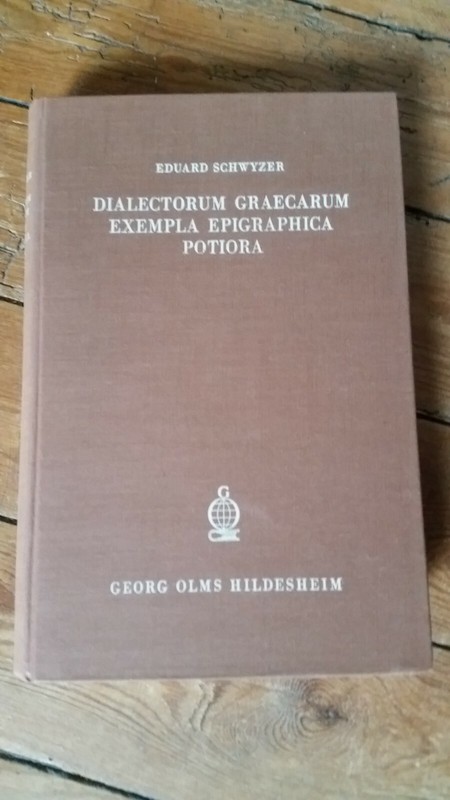 EDUARD SCHWYZER
DIALECTORUM GRAECARUM
EXEMPLA EPIGRAPHICA
POTIORA
G
GEORG OLMS HILDESHEIM